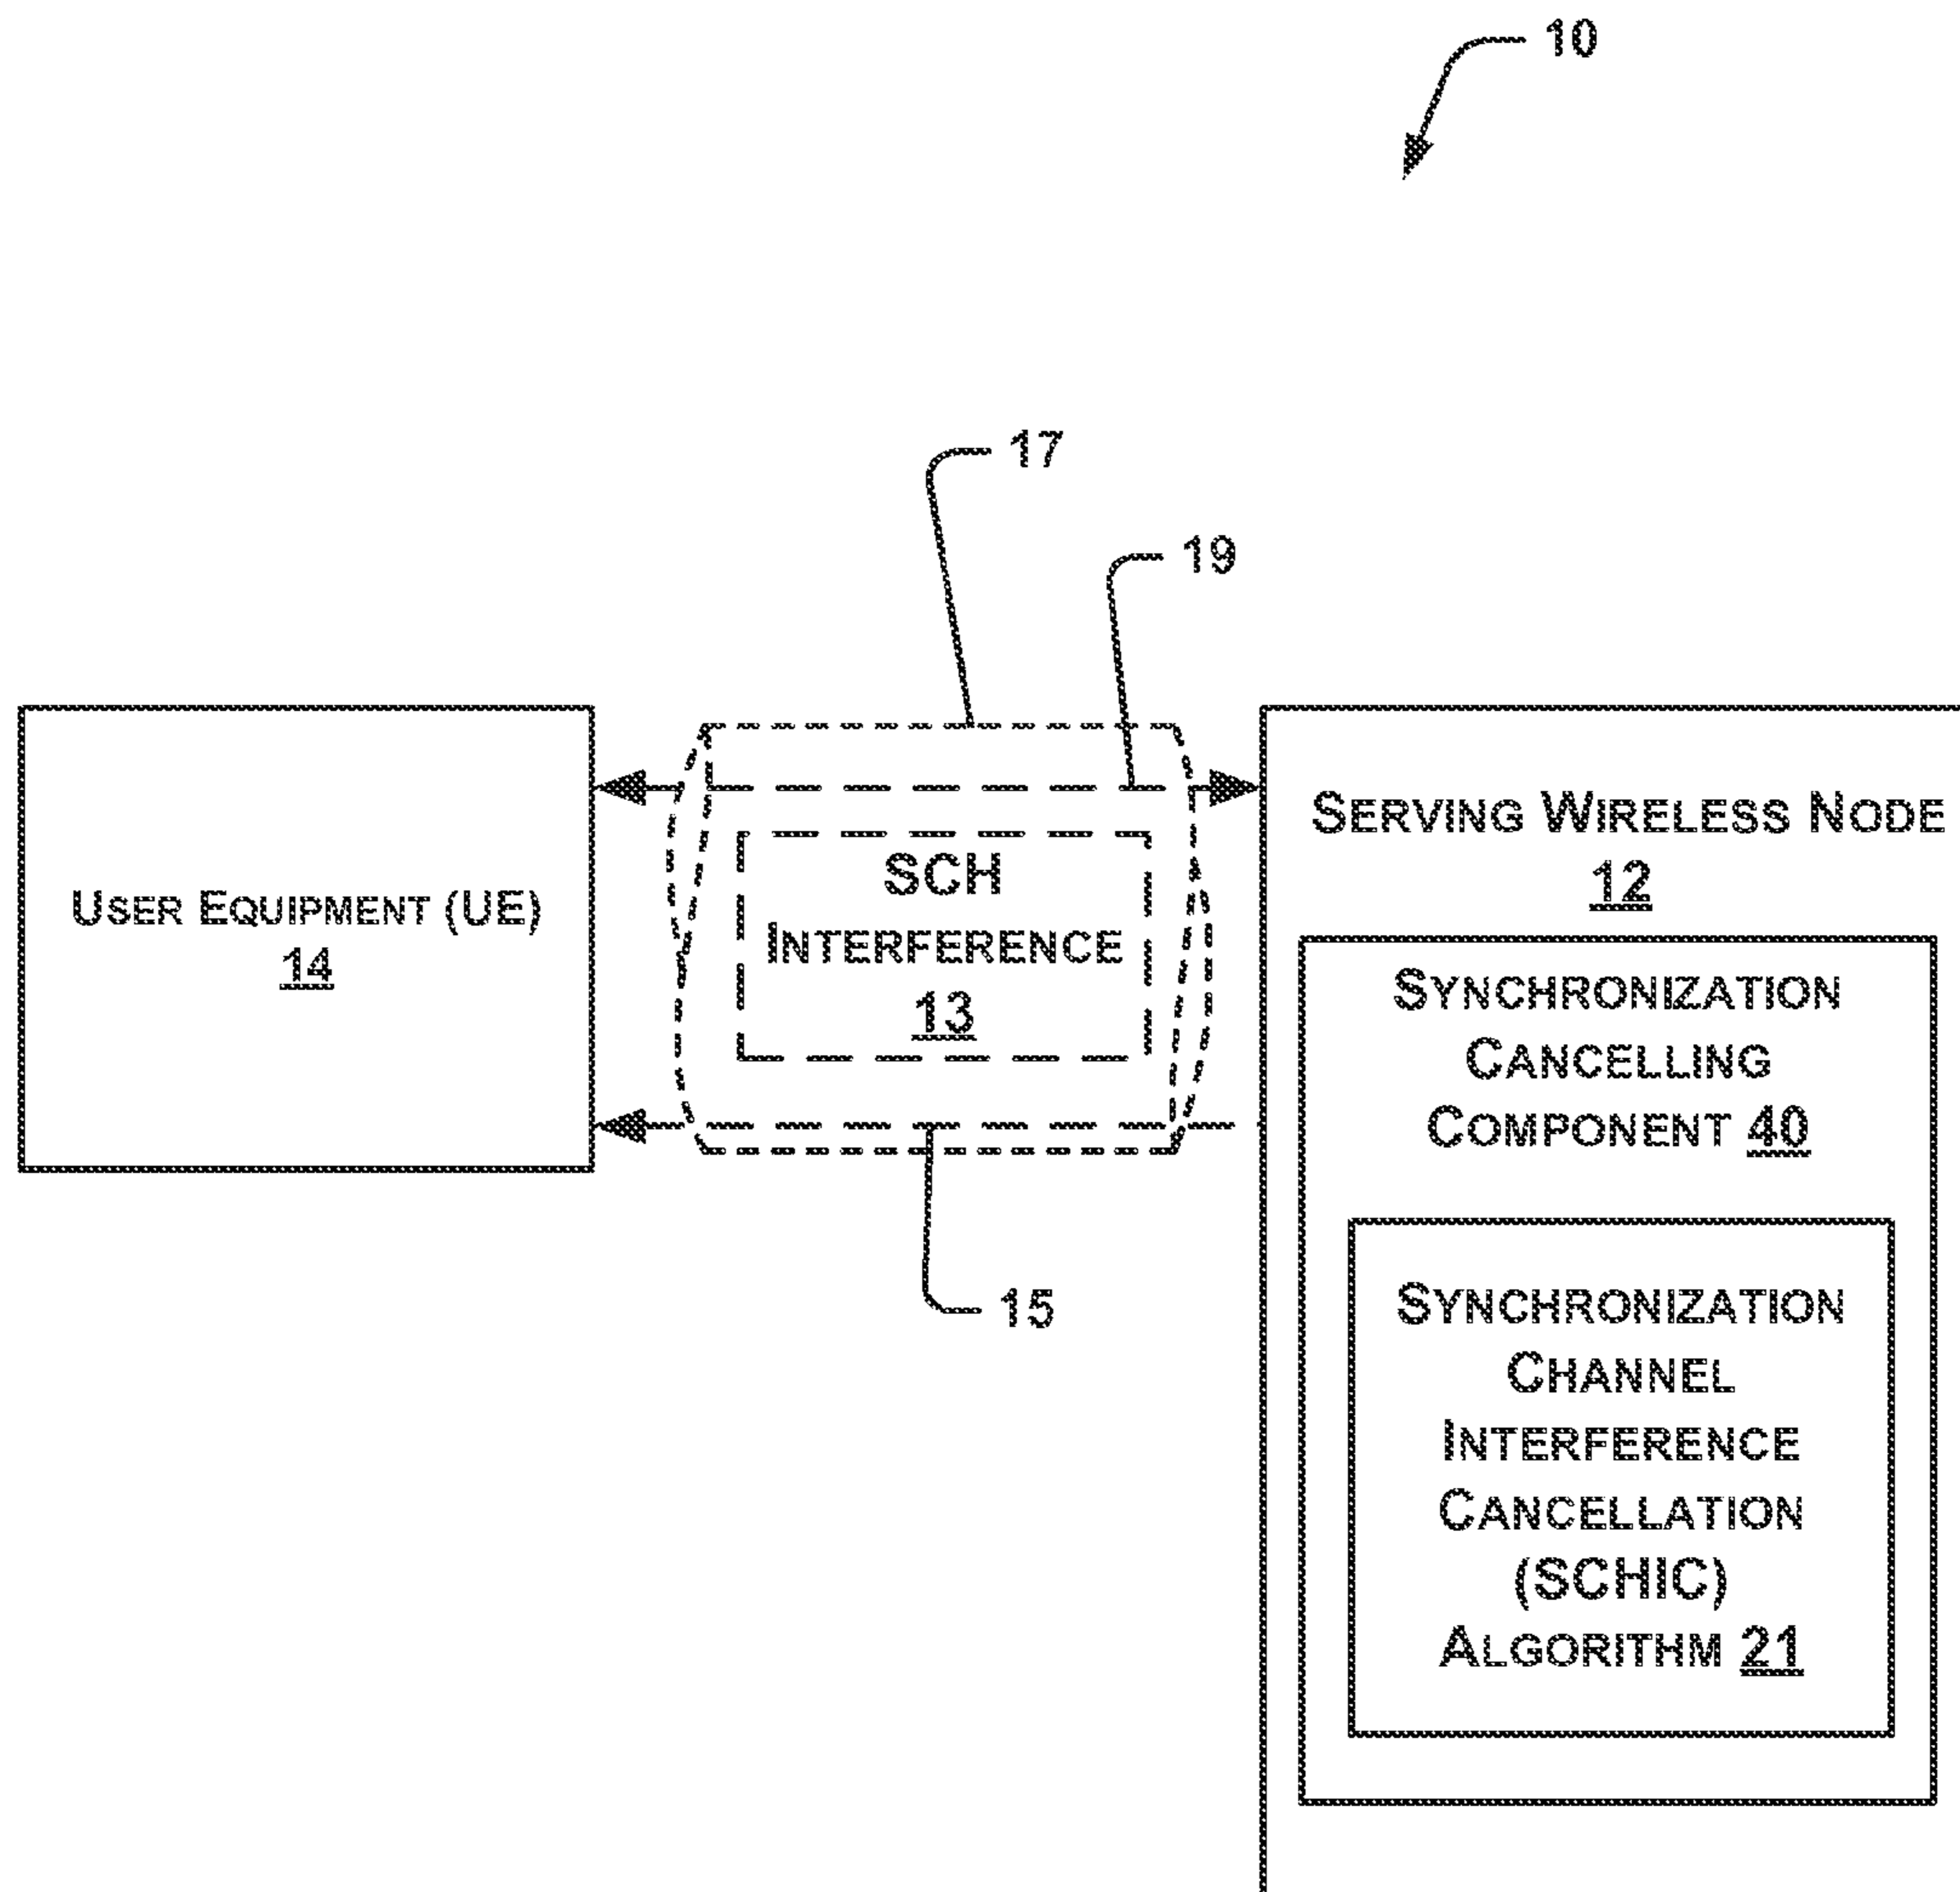 10
17
19
USER EQUIPMENT (UE)
14
SCH
INTERFERENCE
13
15
SERVING WIRELESS NODE
12
SYNCHRONIZATION
CANCELLING
COMPONENT 40
SYNCHRONIZATION
CHANNEL
INTERFERENCE
CANCELLATION
(SCHIC)
ALGORITHM 21